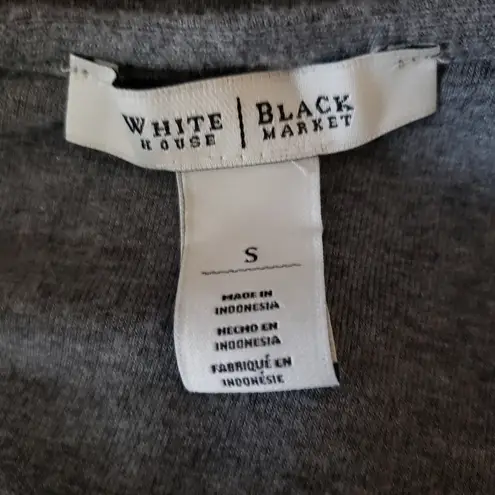 WHITE | BLACK
HOUSE | MARKET
S
MADE IN
INDONESIA
HECHO EN
INDONESIA
FABRIQUÉ EN
INDONÉSIE